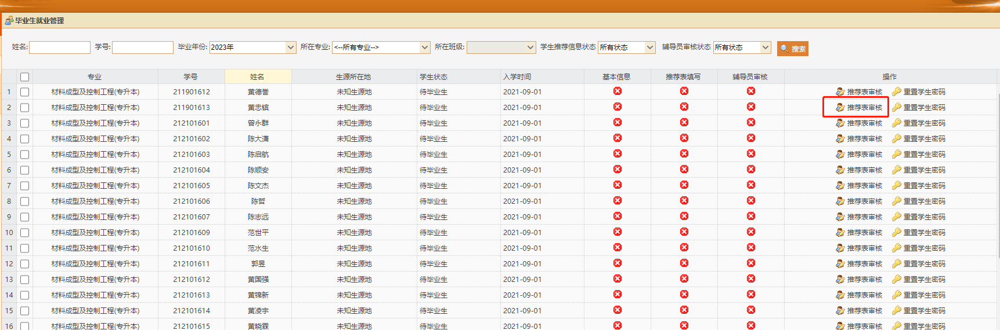 毕业生就业管理
姓名: 学号: 毕业年份: 2023年 所在专业: <--所有专业--> 所在班级: 学生推荐信息状态 所有状态 辅导员审核状态 所有状态 搜索
专业 学号 姓名 生源所在地 学生状态 入学时间 基本信息 推荐表填写 辅导员审核 操作
1 材料成型及控制工程(专升本) 211901612 黄德誉 未知生源地 待毕业生 2021-09-01 推荐表审核 重置学生密码
2 材料成型及控制工程(专升本) 211901613 黄忠镔 未知生源地 待毕业生 2021-09-01 推荐表审核 重置学生密码
3 材料成型及控制工程(专升本) 212101601 曾永群 未知生源地 待毕业生 2021-09-01 推荐表审核 重置学生密码
4 材料成型及控制工程(专升本) 212101602 陈大潇 未知生源地 待毕业生 2021-09-01 推荐表审核 重置学生密码
5 材料成型及控制工程(专升本) 212101603 陈启航 未知生源地 待毕业生 2021-09-01 推荐表审核 重置学生密码
6 材料成型及控制工程(专升本) 212101604 陈顺安 未知生源地 待毕业生 2021-09-01 推荐表审核 重置学生密码
7 材料成型及控制工程(专升本) 212101605 陈文杰 未知生源地 待毕业生 2021-09-01 推荐表审核 重置学生密码
8 材料成型及控制工程(专升本) 212101606 陈哲 未知生源地 待毕业生 2021-09-01 推荐表审核 重置学生密码
9 材料成型及控制工程(专升本) 212101607 陈志远 未知生源地 待毕业生 2021-09-01 推荐表审核 重置学生密码
10 材料成型及控制工程(专升本) 212101609 范世平 未知生源地 待毕业生 2021-09-01 推荐表审核 重置学生密码
11 材料成型及控制工程(专升本) 212101610 范水生 未知生源地 待毕业生 2021-09-01 推荐表审核 重置学生密码
12 材料成型及控制工程(专升本) 212101611 郭昱 未知生源地 待毕业生 2021-09-01 推荐表审核 重置学生密码
13 材料成型及控制工程(专升本) 212101612 黄国强 未知生源地 待毕业生 2021-09-01 推荐表审核 重置学生密码
14 材料成型及控制工程(专升本) 212101613 黄锦新 未知生源地 待毕业生 2021-09-01 推荐表审核 重置学生密码
15 材料成型及控制工程(专升本) 212101614 黄凌宇 未知生源地 待毕业生 2021-09-01 推荐表审核 重置学生密码
16 材料成型及控制工程(专升本) 212101615 黄晓霖 未知生源地 待毕业生 2021-09-01 推荐表审核 重置学生密码